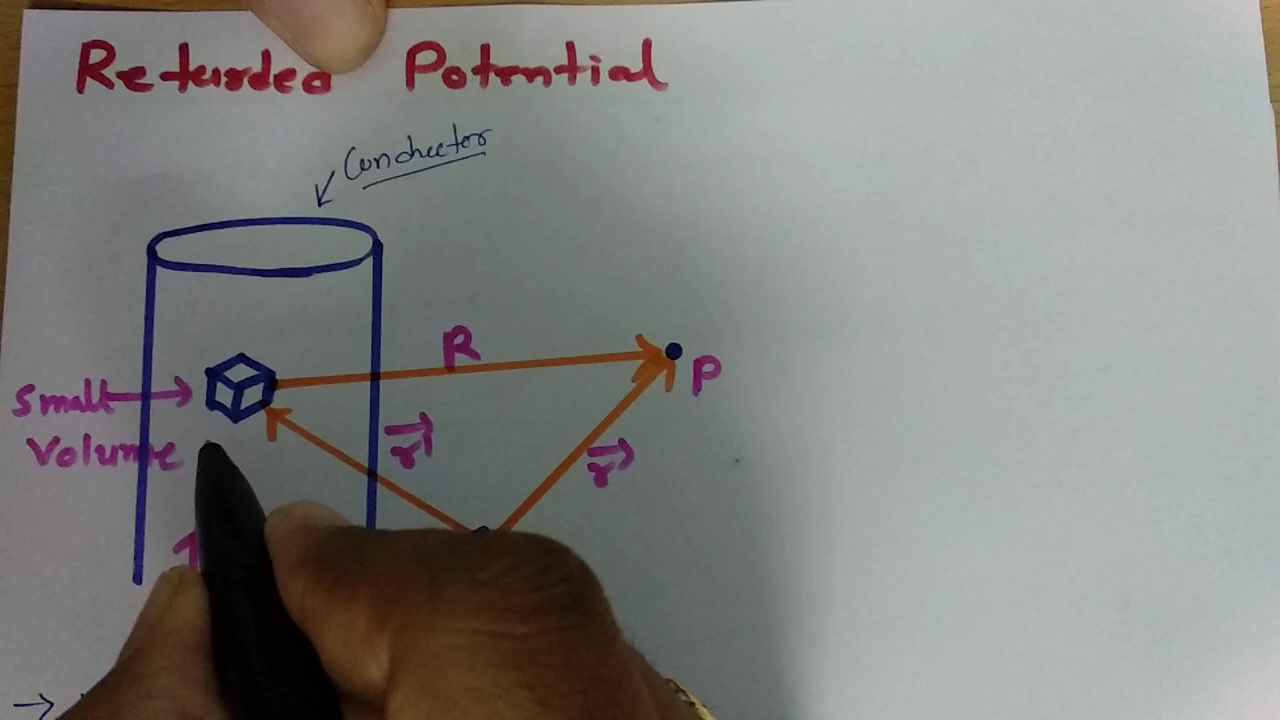 Retarded Potential
Conductor
R
P
Small
Volume
r'
r